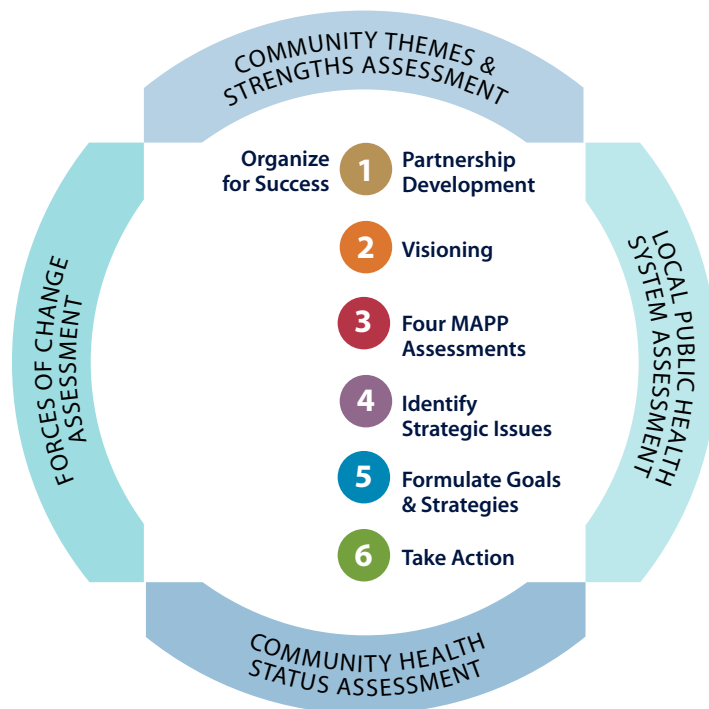 COMMUNITY THEMES &
STRENGTHS ASSESSMENT
Organize
for Success
1
Partnership
Development
2
Visioning
3
Four MAPP
Assessments
4
Identify
Strategic Issues
5
Formulate Goals
& Strategies
6
Take Action
FORCES OF CHANGE
ASSESSMENT
LOCAL PUBLIC HEALTH
SYSTEM ASSESSMENT
COMMUNITY HEALTH
STATUS ASSESSMENT